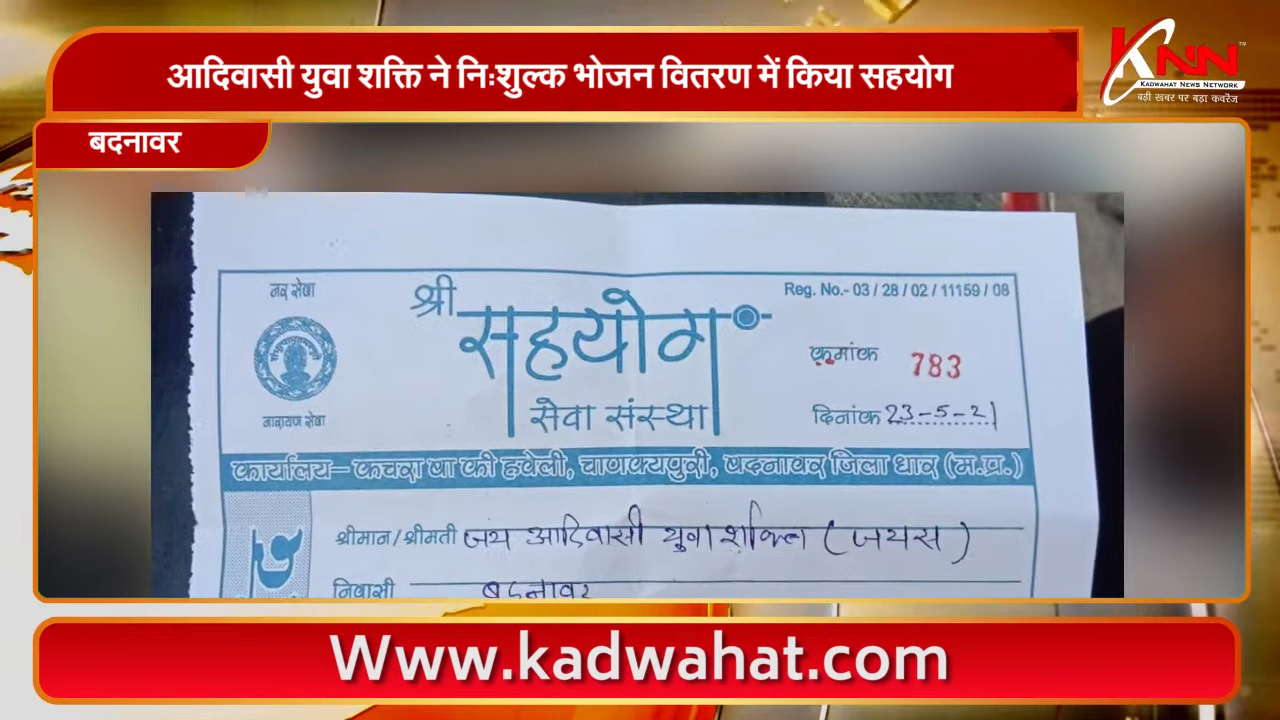 आदिवासी युवा शक्ति ने निःशुल्क भोजन वितरण में किया सहयोग
KNN
KADWAHAT NEWS NETWORK
बड़ी खबर पर बड़ा कवरेज
बदनावर
नर सेवा
नारायण सेवा
श्री सहयोग
सेवा संस्था
Reg. No.- 03 / 28 / 02 / 11159 / 08
क्रमांक 783
दिनांक 23-5-21
कार्यालय- कचरा बा की हवेली, चाणक्यपुरी, बदनावर जिला धार (म.प्र.)
श्रीमान/श्रीमती जय आदिवासी युवा शक्ति (जयस)
निवासी बदनावर
Www.kadwahat.com